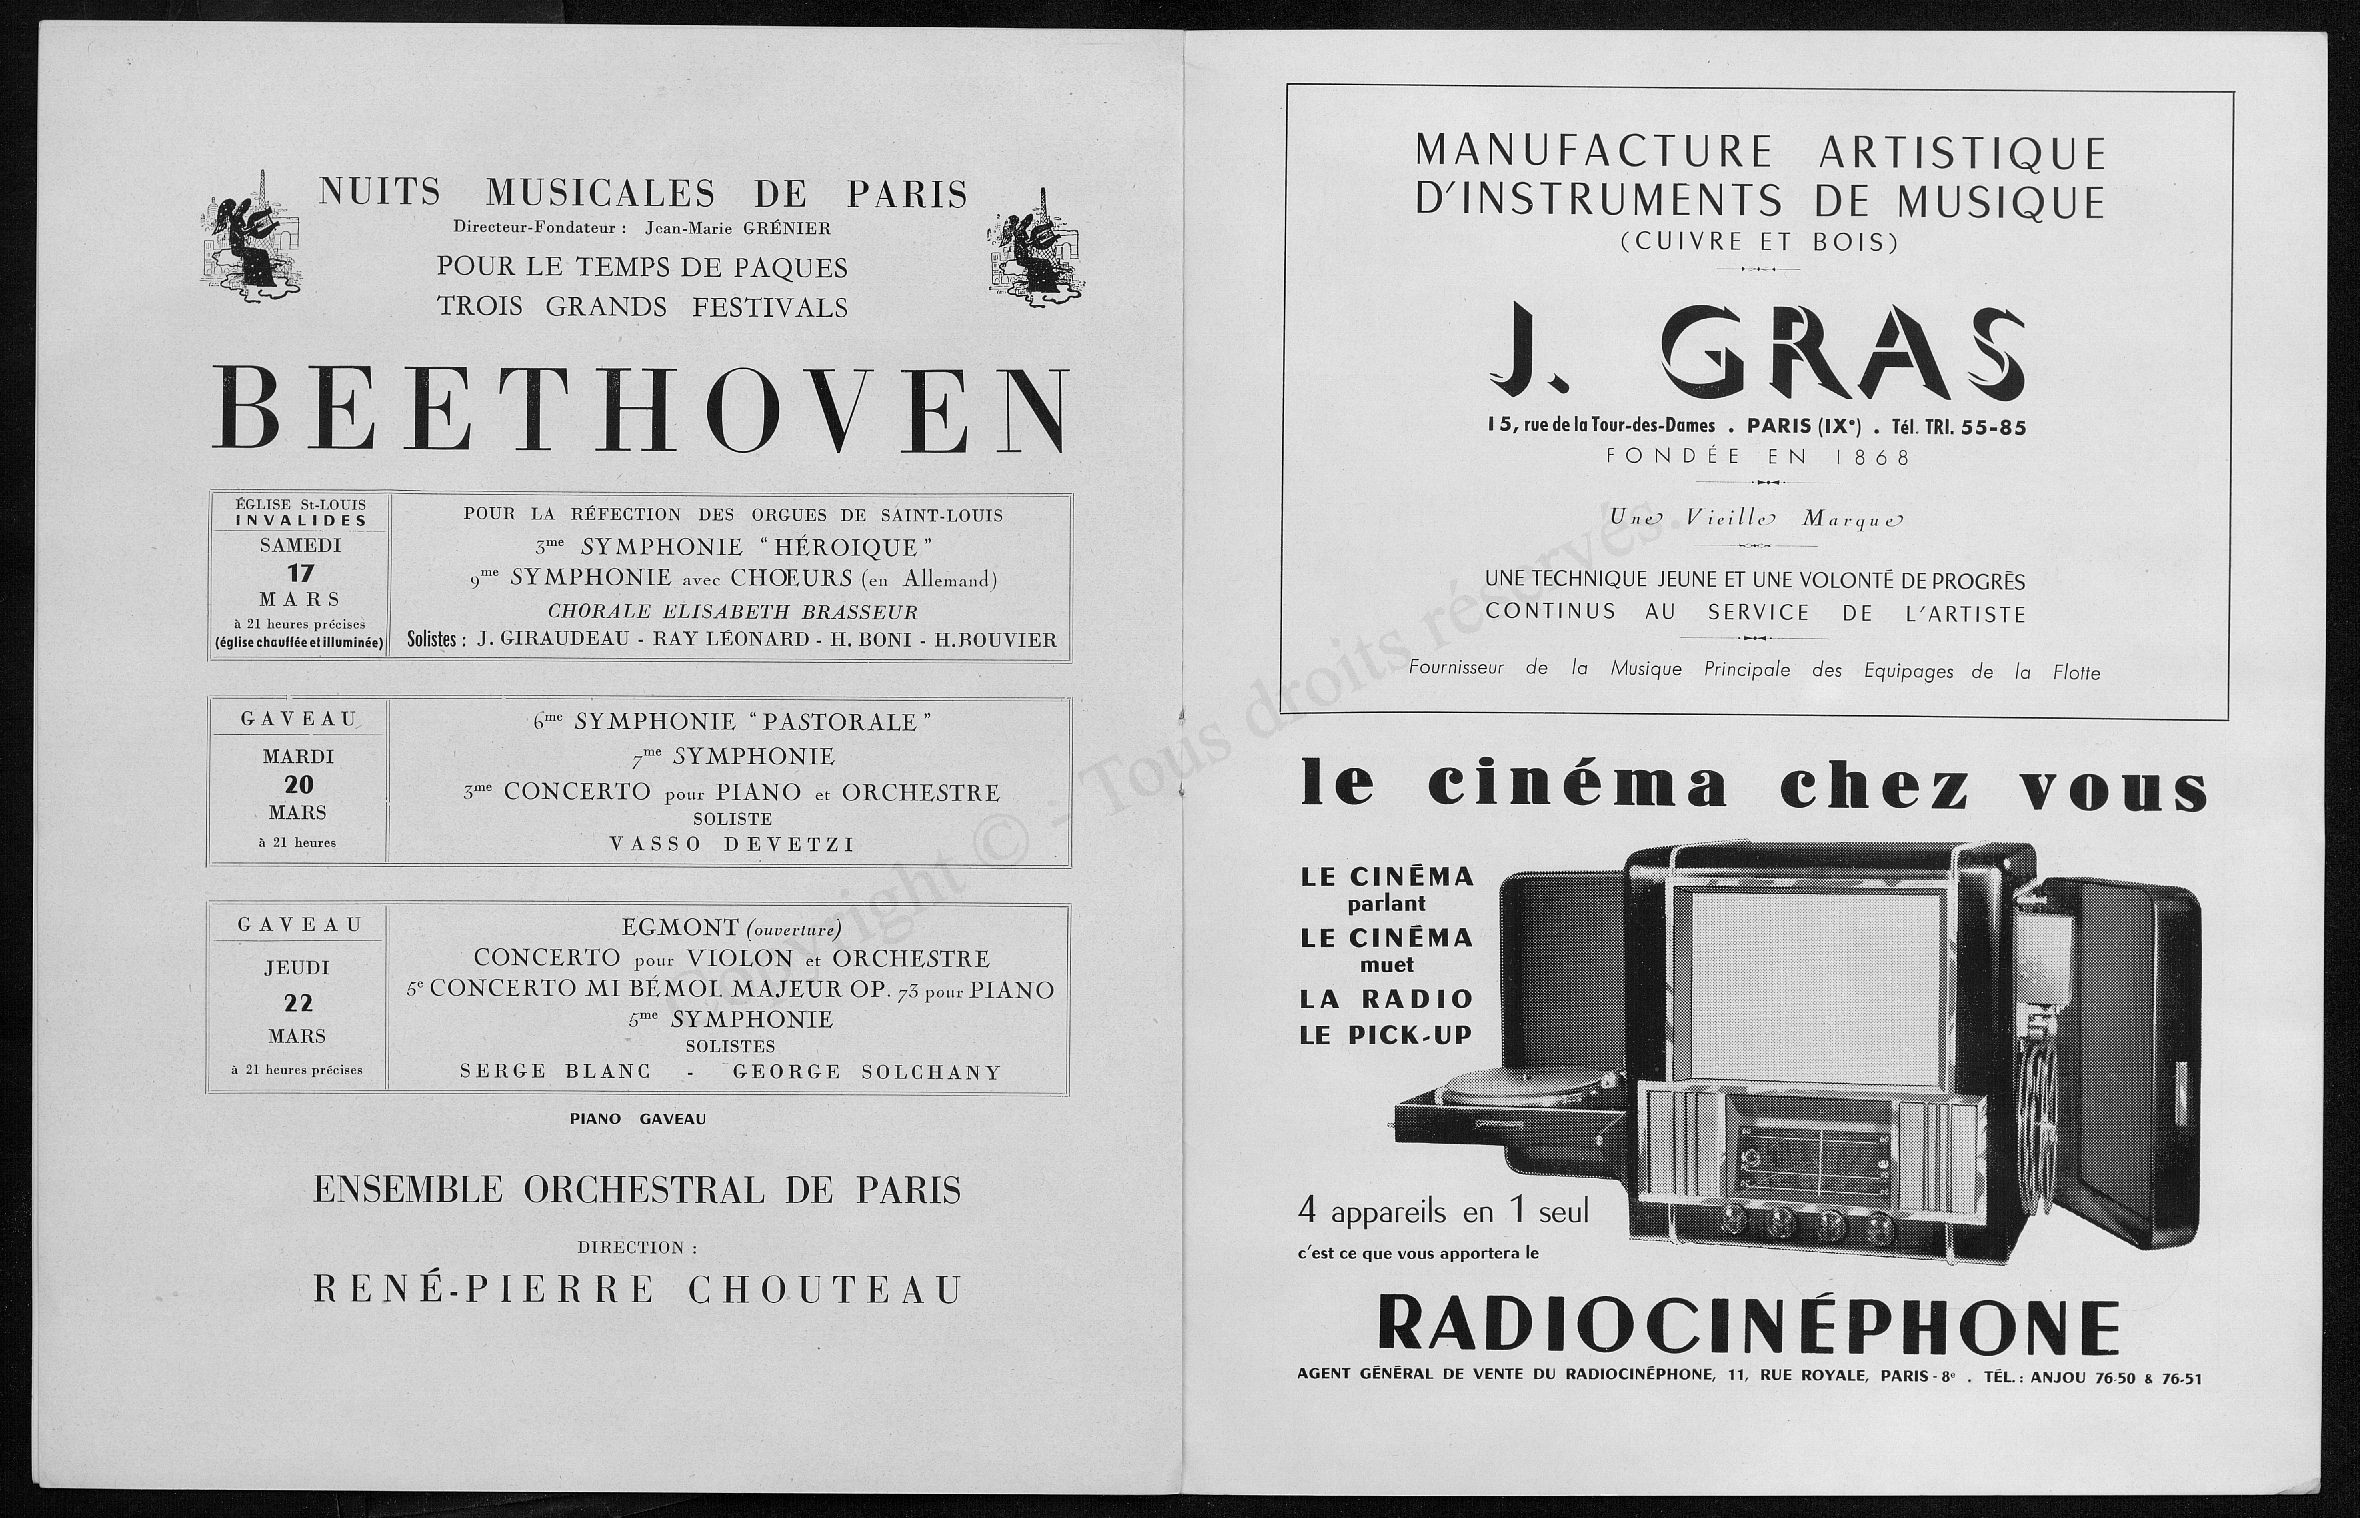 NUITS MUSICALES DE PARIS
Directeur-Fondateur : Jean-Marie GRÉNIER
POUR LE TEMPS DE PAQUES
TROIS GRANDS FESTIVALS
BEETHOVEN
ÉGLISE St-LOUIS
INVALIDES
SAMEDI
17
MARS
à 21 heures précises
(église chauffée et illuminée)
POUR LA RÉFECTION DES ORGUES DE SAINT-LOUIS
3me SYMPHONIE "HÉROIQUE"
9me SYMPHONIE avec CHŒURS (en Allemand)
CHORALE ELISABETH BRASSEUR
Solistes : J. GIRAUDEAU - RAY LÉONARD - H. BONI - H. BOUVIER
GAVEAU
MARDI
20
MARS
à 21 heures
6me SYMPHONIE "PASTORALE"
7me SYMPHONIE
3me CONCERTO pour PIANO et ORCHESTRE
SOLISTE
VASSO DEVETZI
GAVEAU
JEUDI
22
MARS
à 21 heures précises
EGMONT (ouverture)
CONCERTO pour VIOLON et ORCHESTRE
5e CONCERTO MI BÉMOL MAJEUR OP. 73 pour PIANO
5me SYMPHONIE
SOLISTES
SERGE BLANC - GEORGE SOLCHANY
PIANO GAVEAU
ENSEMBLE ORCHESTRAL DE PARIS
DIRECTION :
RENÉ-PIERRE CHOUTEAU
MANUFACTURE ARTISTIQUE
D'INSTRUMENTS DE MUSIQUE
(CUIVRE ET BOIS)
J. GRAS
15, rue de la Tour-des-Dames . PARIS (IXe) . Tél. TRI. 55-85
FONDÉE EN 1868
Une Vieille Marque
UNE TECHNIQUE JEUNE ET UNE VOLONTÉ DE PROGRÈS
CONTINUS AU SERVICE DE L'ARTISTE
Fournisseur de la Musique Principale des Equipages de la Flotte
le cinéma chez vous
LE CINÉMA
parlant
LE CINÉMA
muet
LA RADIO
LE PICK-UP
4 appareils en 1 seul
c'est ce que vous apportera le
RADIOCINÉPHONE
AGENT GÉNÉRAL DE VENTE DU RADIOCINÉPHONE, 11, RUE ROYALE, PARIS-8e . TÉL. : ANJOU 76-50 & 76-51
Copyright © - Tous droits réservés.